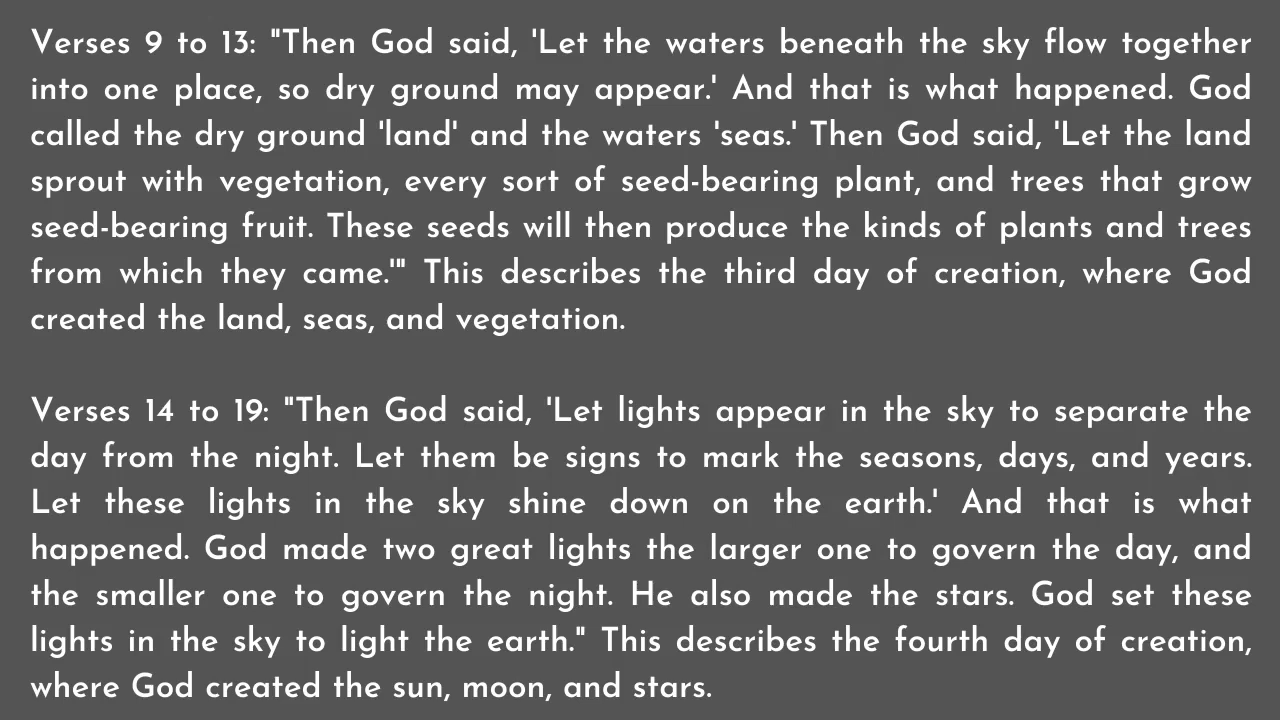 Verses 9 to 13: "Then God said, 'Let the waters beneath the sky flow together
into one place, so dry ground may appear.' And that is what happened. God
called the dry ground 'land' and the waters 'seas.' Then God said, 'Let the land
sprout with vegetation, every sort of seed-bearing plant, and trees that grow
seed-bearing fruit. These seeds will then produce the kinds of plants and trees
from which they came.'" This describes the third day of creation, where God
created the land, seas, and vegetation.
Verses 14 to 19: "Then God said, 'Let lights appear in the sky to separate the
day from the night. Let them be signs to mark the seasons, days, and years.
Let these lights in the sky shine down on the earth.' And that is what
happened. God made two great lights the larger one to govern the day, and
the smaller one to govern the night. He also made the stars. God set these
lights in the sky to light the earth." This describes the fourth day of creation,
where God created the sun, moon, and stars.